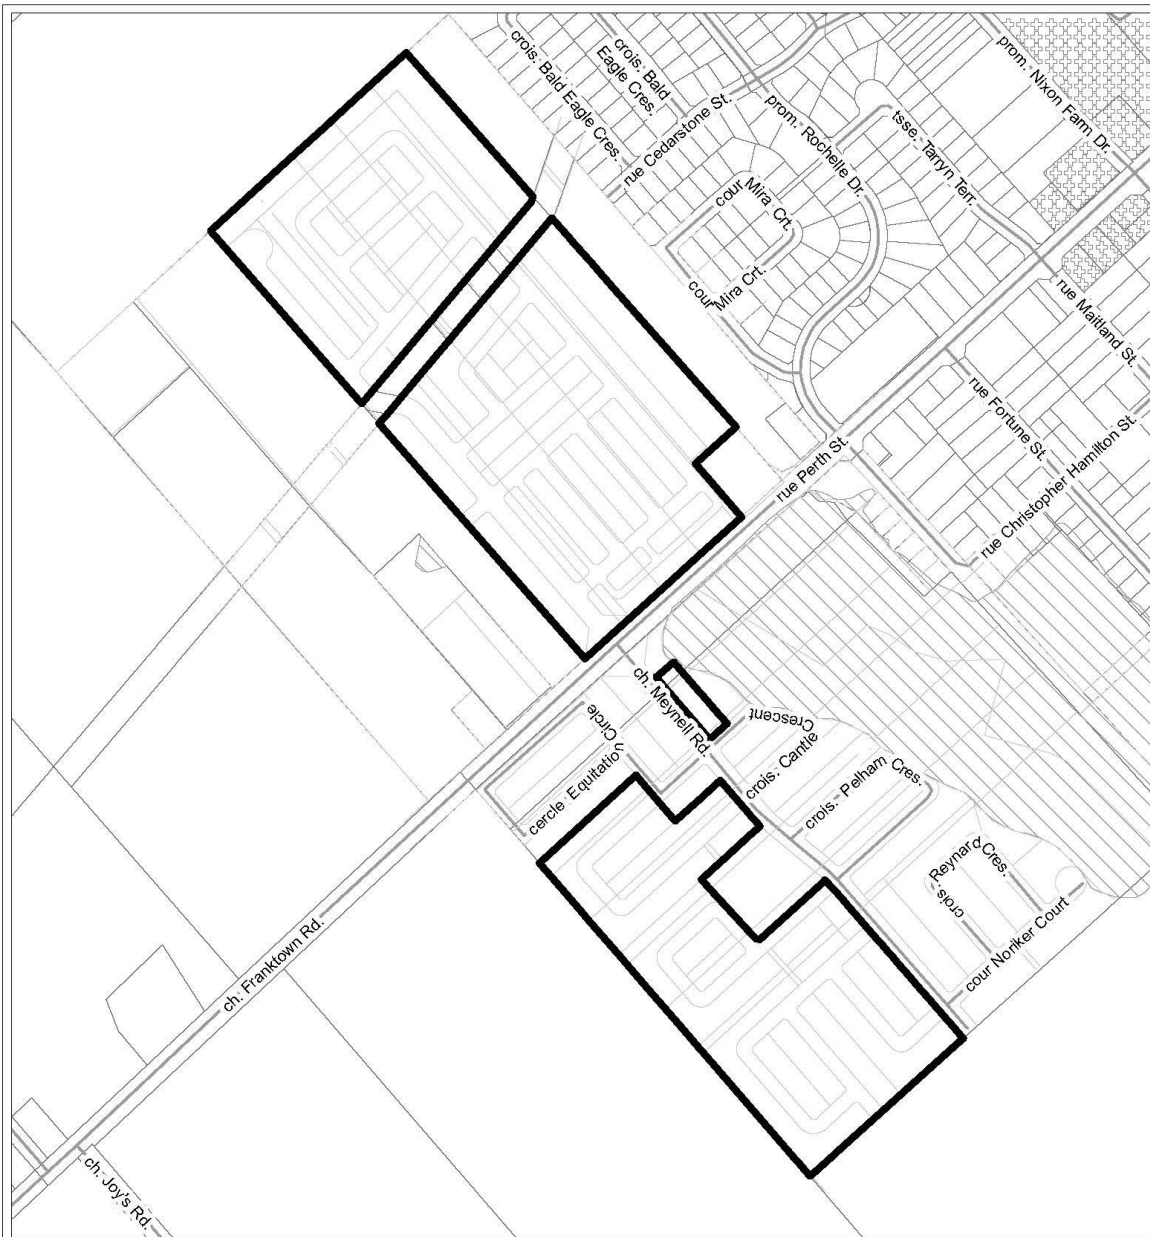 crois. Bald Eagle Cres.
crois. Bald
Eagle Cres.
rue Cedarstone St.
prom. Rochelle Dr.
prom. Nixon Farm Dr.
tsse. Tarryn Terr.
cour Mira Crt.
cour Mira Crt.
rue Maitland St.
rue Fortune St.
rue Perth St.
rue Christopher Hamilton St.
ch. Meynell Rd.
Crescent
crois. Cantle
cercle Equitation Circle
crois. Pelham Cres.
crois. Reynard Cres.
cour Noriker Court
ch. Franktown Rd.
ch. Joy's Rd.